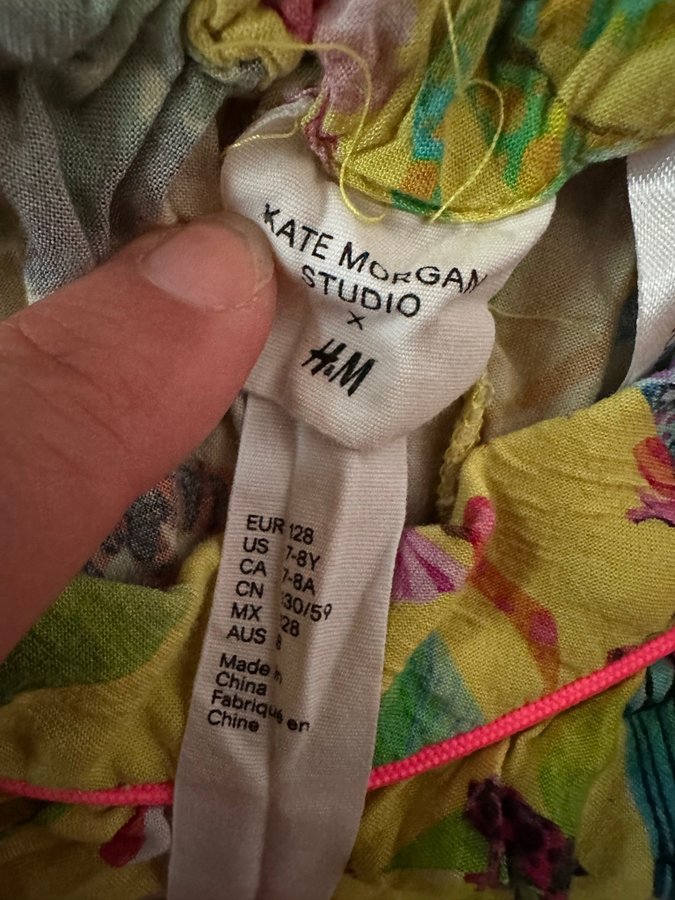 KATE MORGAN
STUDIO
×
H&M
EUR 128
US 7-8Y
CA 7-8A
CN 130/59
MX 128
AUS 8
Made in
China
Fabriqué en
Chine